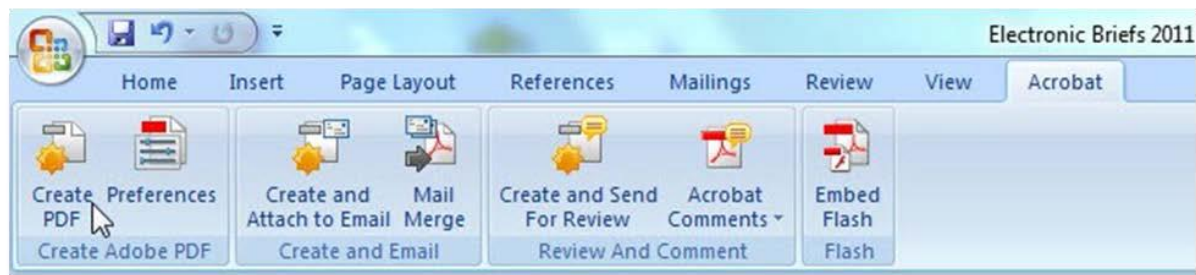 Electronic Briefs 2011
Home Insert Page Layout References Mailings Review View Acrobat
Create Preferences Create and Mail Create and Send Acrobat Embed
PDF Attach to Email Merge For Review Comments Flash
Create Adobe PDF Create and Email Review And Comment Flash